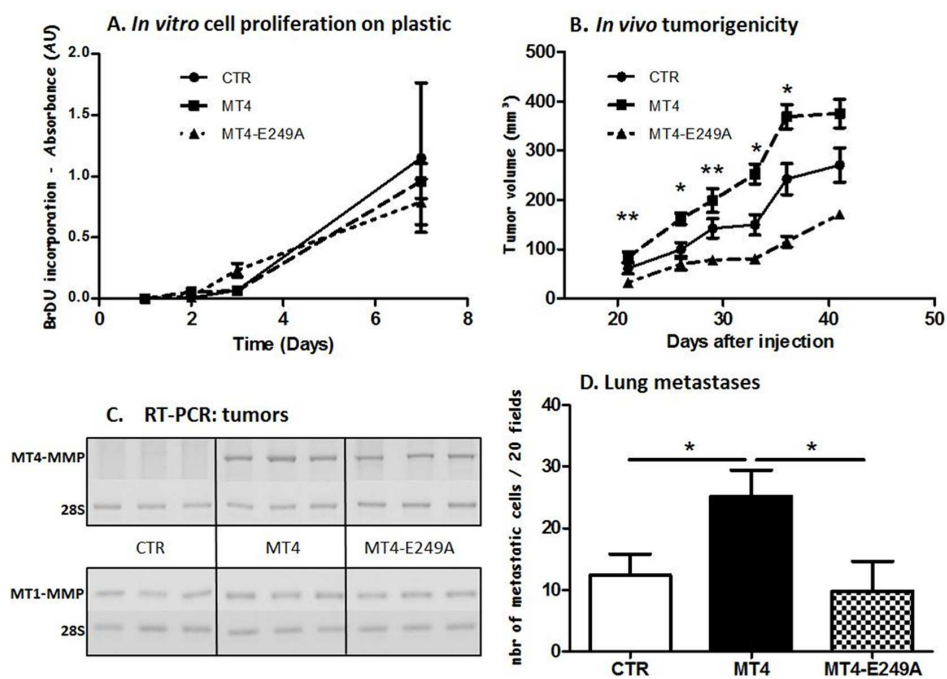 A. In vitro cell proliferation on plastic
BrDU incorporation - Absorbance (AU)
2.0
1.5
1.0
0.5
0.0
CTR
MT4
MT4-E249A
0 2 4 6 8
Time (Days)
B. In vivo tumorigenicity
Tumor volume (mm³)
500
400
300
200
100
0
CTR
MT4
MT4-E249A
** * ** * *
20 30 40 50
Days after injection
C. RT-PCR: tumors
MT4-MMP
28S
CTR MT4 MT4-E249A
MT1-MMP
28S
D. Lung metastases
nbr of metastatic cells / 20 fields
40
30
20
10
0
* *
CTR MT4 MT4-E249A